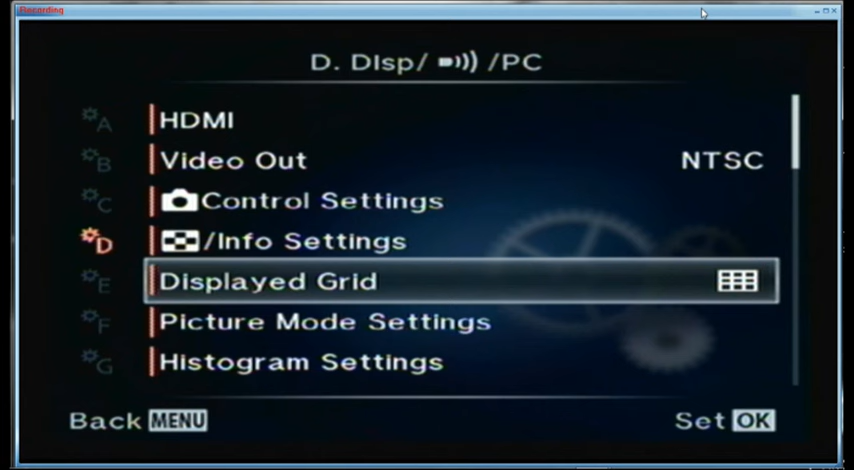 Recording
D. DIsp/ /PC
A
HDMI
B
Video Out NTSC
C
Control Settings
D
/Info Settings
E
Displayed Grid
F
Picture Mode Settings
G
Histogram Settings
Back MENU Set OK